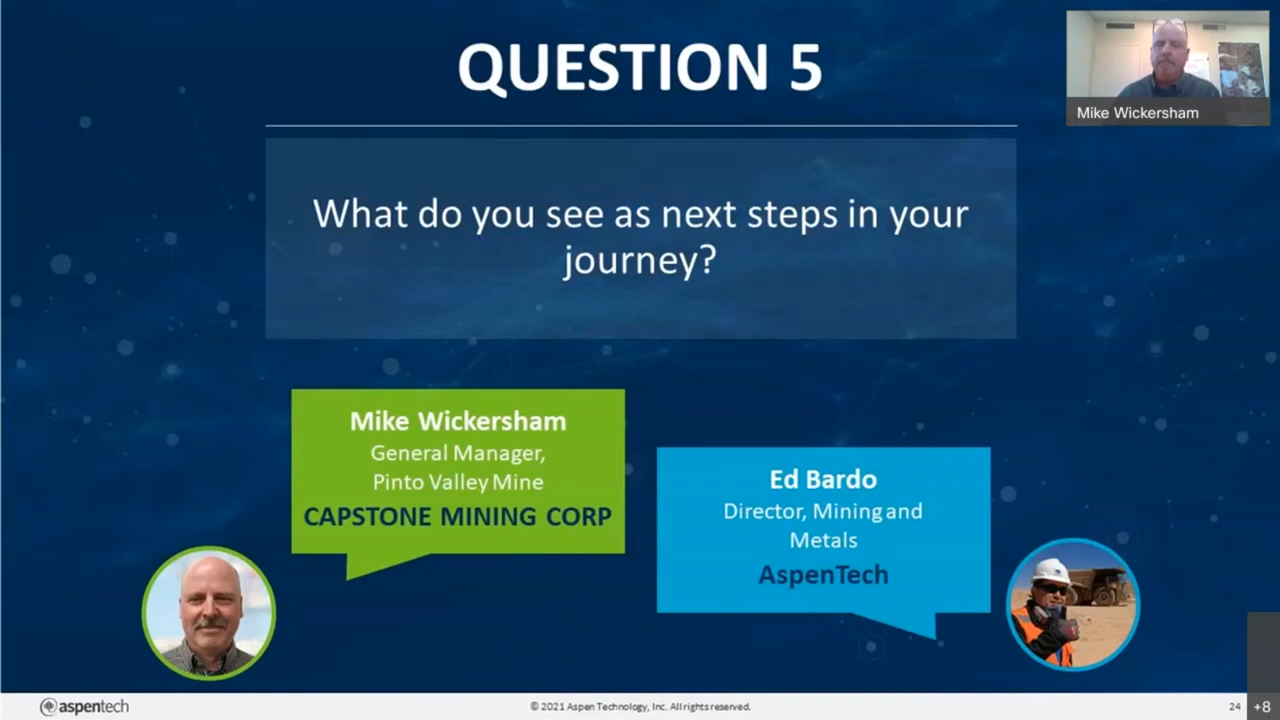 QUESTION 5
Mike Wickersham
What do you see as next steps in your
journey?
Mike Wickersham
General Manager,
Pinto Valley Mine
CAPSTONE MINING CORP
Ed Bardo
Director, Mining and
Metals
AspenTech
aspentech
© 2021 Aspen Technology, Inc. All rights reserved.
24
+8